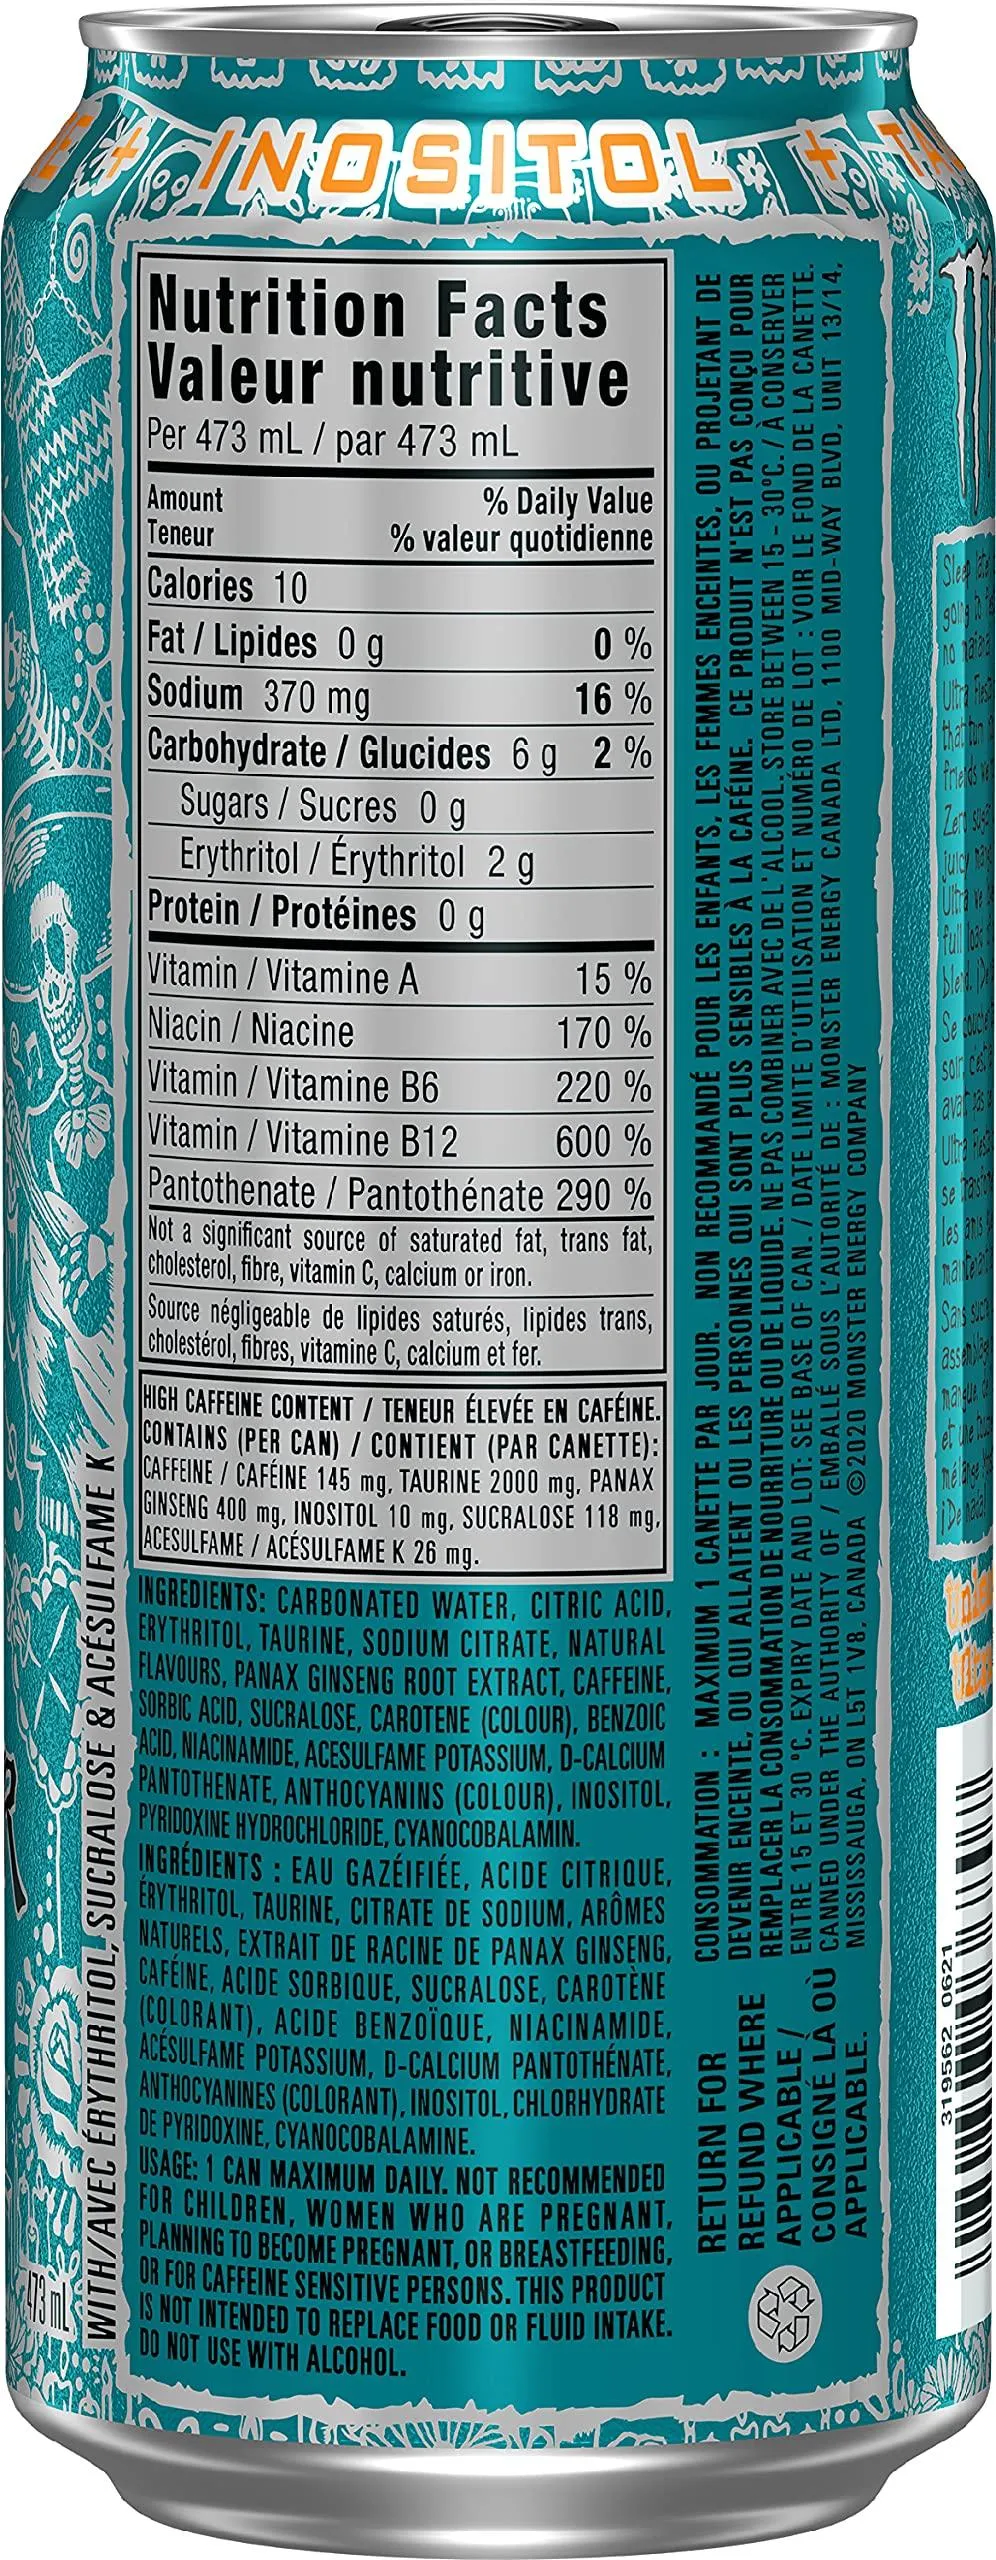 + INOSITOL +
Nutrition Facts
Valeur nutritive
Per 473 mL / par 473 mL
Amount % Daily Value
Teneur % valeur quotidienne
Calories 10
Fat / Lipides 0 g 0 %
Sodium 370 mg 16 %
Carbohydrate / Glucides 6 g 2 %
Sugars / Sucres 0 g
Erythritol / Érythritol 2 g
Protein / Protéines 0 g
Vitamin / Vitamine A 15 %
Niacin / Niacine 170 %
Vitamin / Vitamine B6 220 %
Vitamin / Vitamine B12 600 %
Pantothenate / Pantothénate 290 %
Not a significant source of saturated fat, trans fat,
cholesterol, fibre, vitamin C, calcium or iron.
Source négligeable de lipides saturés, lipides trans,
cholestérol, fibres, vitamine C, calcium et fer.
HIGH CAFFEINE CONTENT / TENEUR ÉLEVÉE EN CAFÉINE.
CONTAINS (PER CAN) / CONTIENT (PAR CANETTE):
CAFFEINE / CAFÉINE 145 mg, TAURINE 2000 mg, PANAX
GINSENG 400 mg, INOSITOL 10 mg, SUCRALOSE 118 mg,
ACESULFAME / ACÉSULFAME K 26 mg.
INGREDIENTS: CARBONATED WATER, CITRIC ACID,
ERYTHRITOL, TAURINE, SODIUM CITRATE, NATURAL
FLAVOURS, PANAX GINSENG ROOT EXTRACT, CAFFEINE,
SORBIC ACID, SUCRALOSE, CAROTENE (COLOUR), BENZOIC
ACID, NIACINAMIDE, ACESULFAME POTASSIUM, D-CALCIUM
PANTOTHENATE, ANTHOCYANINS (COLOUR), INOSITOL,
PYRIDOXINE HYDROCHLORIDE, CYANOCOBALAMIN.
INGRÉDIENTS : EAU GAZÉIFIÉE, ACIDE CITRIQUE,
ÉRYTHRITOL, TAURINE, CITRATE DE SODIUM, ARÔMES
NATURELS, EXTRAIT DE RACINE DE PANAX GINSENG,
CAFÉINE, ACIDE SORBIQUE, SUCRALOSE, CAROTÈNE
(COLORANT), ACIDE BENZOÏQUE, NIACINAMIDE,
ACÉSULFAME POTASSIUM, D-CALCIUM PANTOTHÉNATE,
ANTHOCYANINES (COLORANT), INOSITOL, CHLORHYDRATE
DE PYRIDOXINE, CYANOCOBALAMINE.
USAGE: 1 CAN MAXIMUM DAILY. NOT RECOMMENDED
FOR CHILDREN, WOMEN WHO ARE PREGNANT,
PLANNING TO BECOME PREGNANT, OR BREASTFEEDING,
OR FOR CAFFEINE SENSITIVE PERSONS. THIS PRODUCT
IS NOT INTENDED TO REPLACE FOOD OR FLUID INTAKE.
DO NOT USE WITH ALCOHOL.
CONSOMMATION : MAXIMUM 1 CANETTE PAR JOUR. NON RECOMMANDÉ POUR LES ENFANTS, LES FEMMES ENCEINTES, OU PROJETANT DE
DEVENIR ENCEINTE, OU QUI ALLAITENT OU LES PERSONNES QUI SONT PLUS SENSIBLES À LA CAFÉINE. CE PRODUIT N'EST PAS CONÇU POUR
REMPLACER LA CONSOMMATION DE NOURRITURE OU DE LIQUIDE. NE PAS COMBINER AVEC DE L'ALCOOL. STORE BETWEEN 15 - 30°C. / À CONSERVER
ENTRE 15 ET 30 °C. EXPIRY DATE AND LOT: SEE BASE OF CAN. / DATE LIMITE D'UTILISATION ET NUMÉRO DE LOT : VOIR LE FOND DE LA CANETTE.
CANNED UNDER THE AUTHORITY OF / EMBALLÉ SOUS L'AUTORITÉ DE : MONSTER ENERGY CANADA LTD, 1100 MID-WAY BLVD, UNIT 13/14,
MISSISSAUGA, ON L5T 1V8, CANADA ©2020 MONSTER ENERGY COMPANY
RETURN FOR
REFUND WHERE
APPLICABLE /
CONSIGNÉ LÀ OÙ
APPLICABLE.
WITH/AVEC ÉRYTHRITOL, SUCRALOSE & ACÉSULFAME K
473 mL
319562 0621